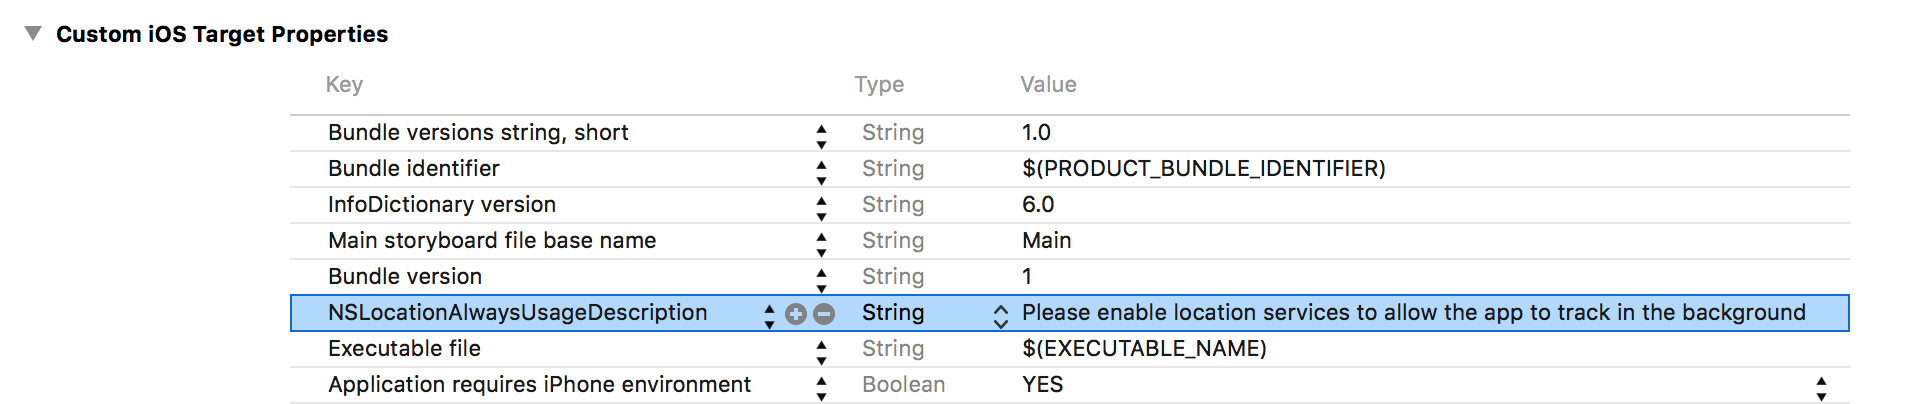 Custom iOS Target Properties
Key Type Value
Bundle versions string, short String 1.0
Bundle identifier String $(PRODUCT_BUNDLE_IDENTIFIER)
InfoDictionary version String 6.0
Main storyboard file base name String Main
Bundle version String 1
NSLocationAlwaysUsageDescription String Please enable location services to allow the app to track in the background
Executable file String $(EXECUTABLE_NAME)
Application requires iPhone environment Boolean YES